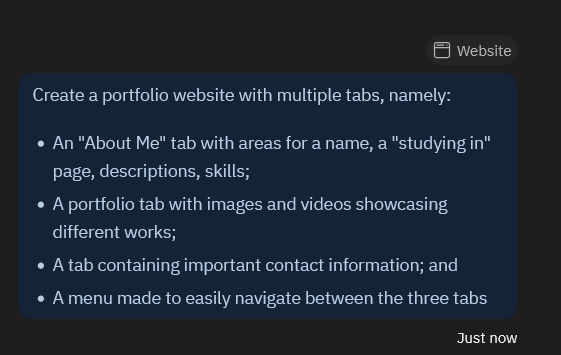 Website
Create a portfolio website with multiple tabs, namely:
• An "About Me" tab with areas for a name, a "studying in"
page, descriptions, skills;
• A portfolio tab with images and videos showcasing
different works;
• A tab containing important contact information; and
• A menu made to easily navigate between the three tabs
Just now